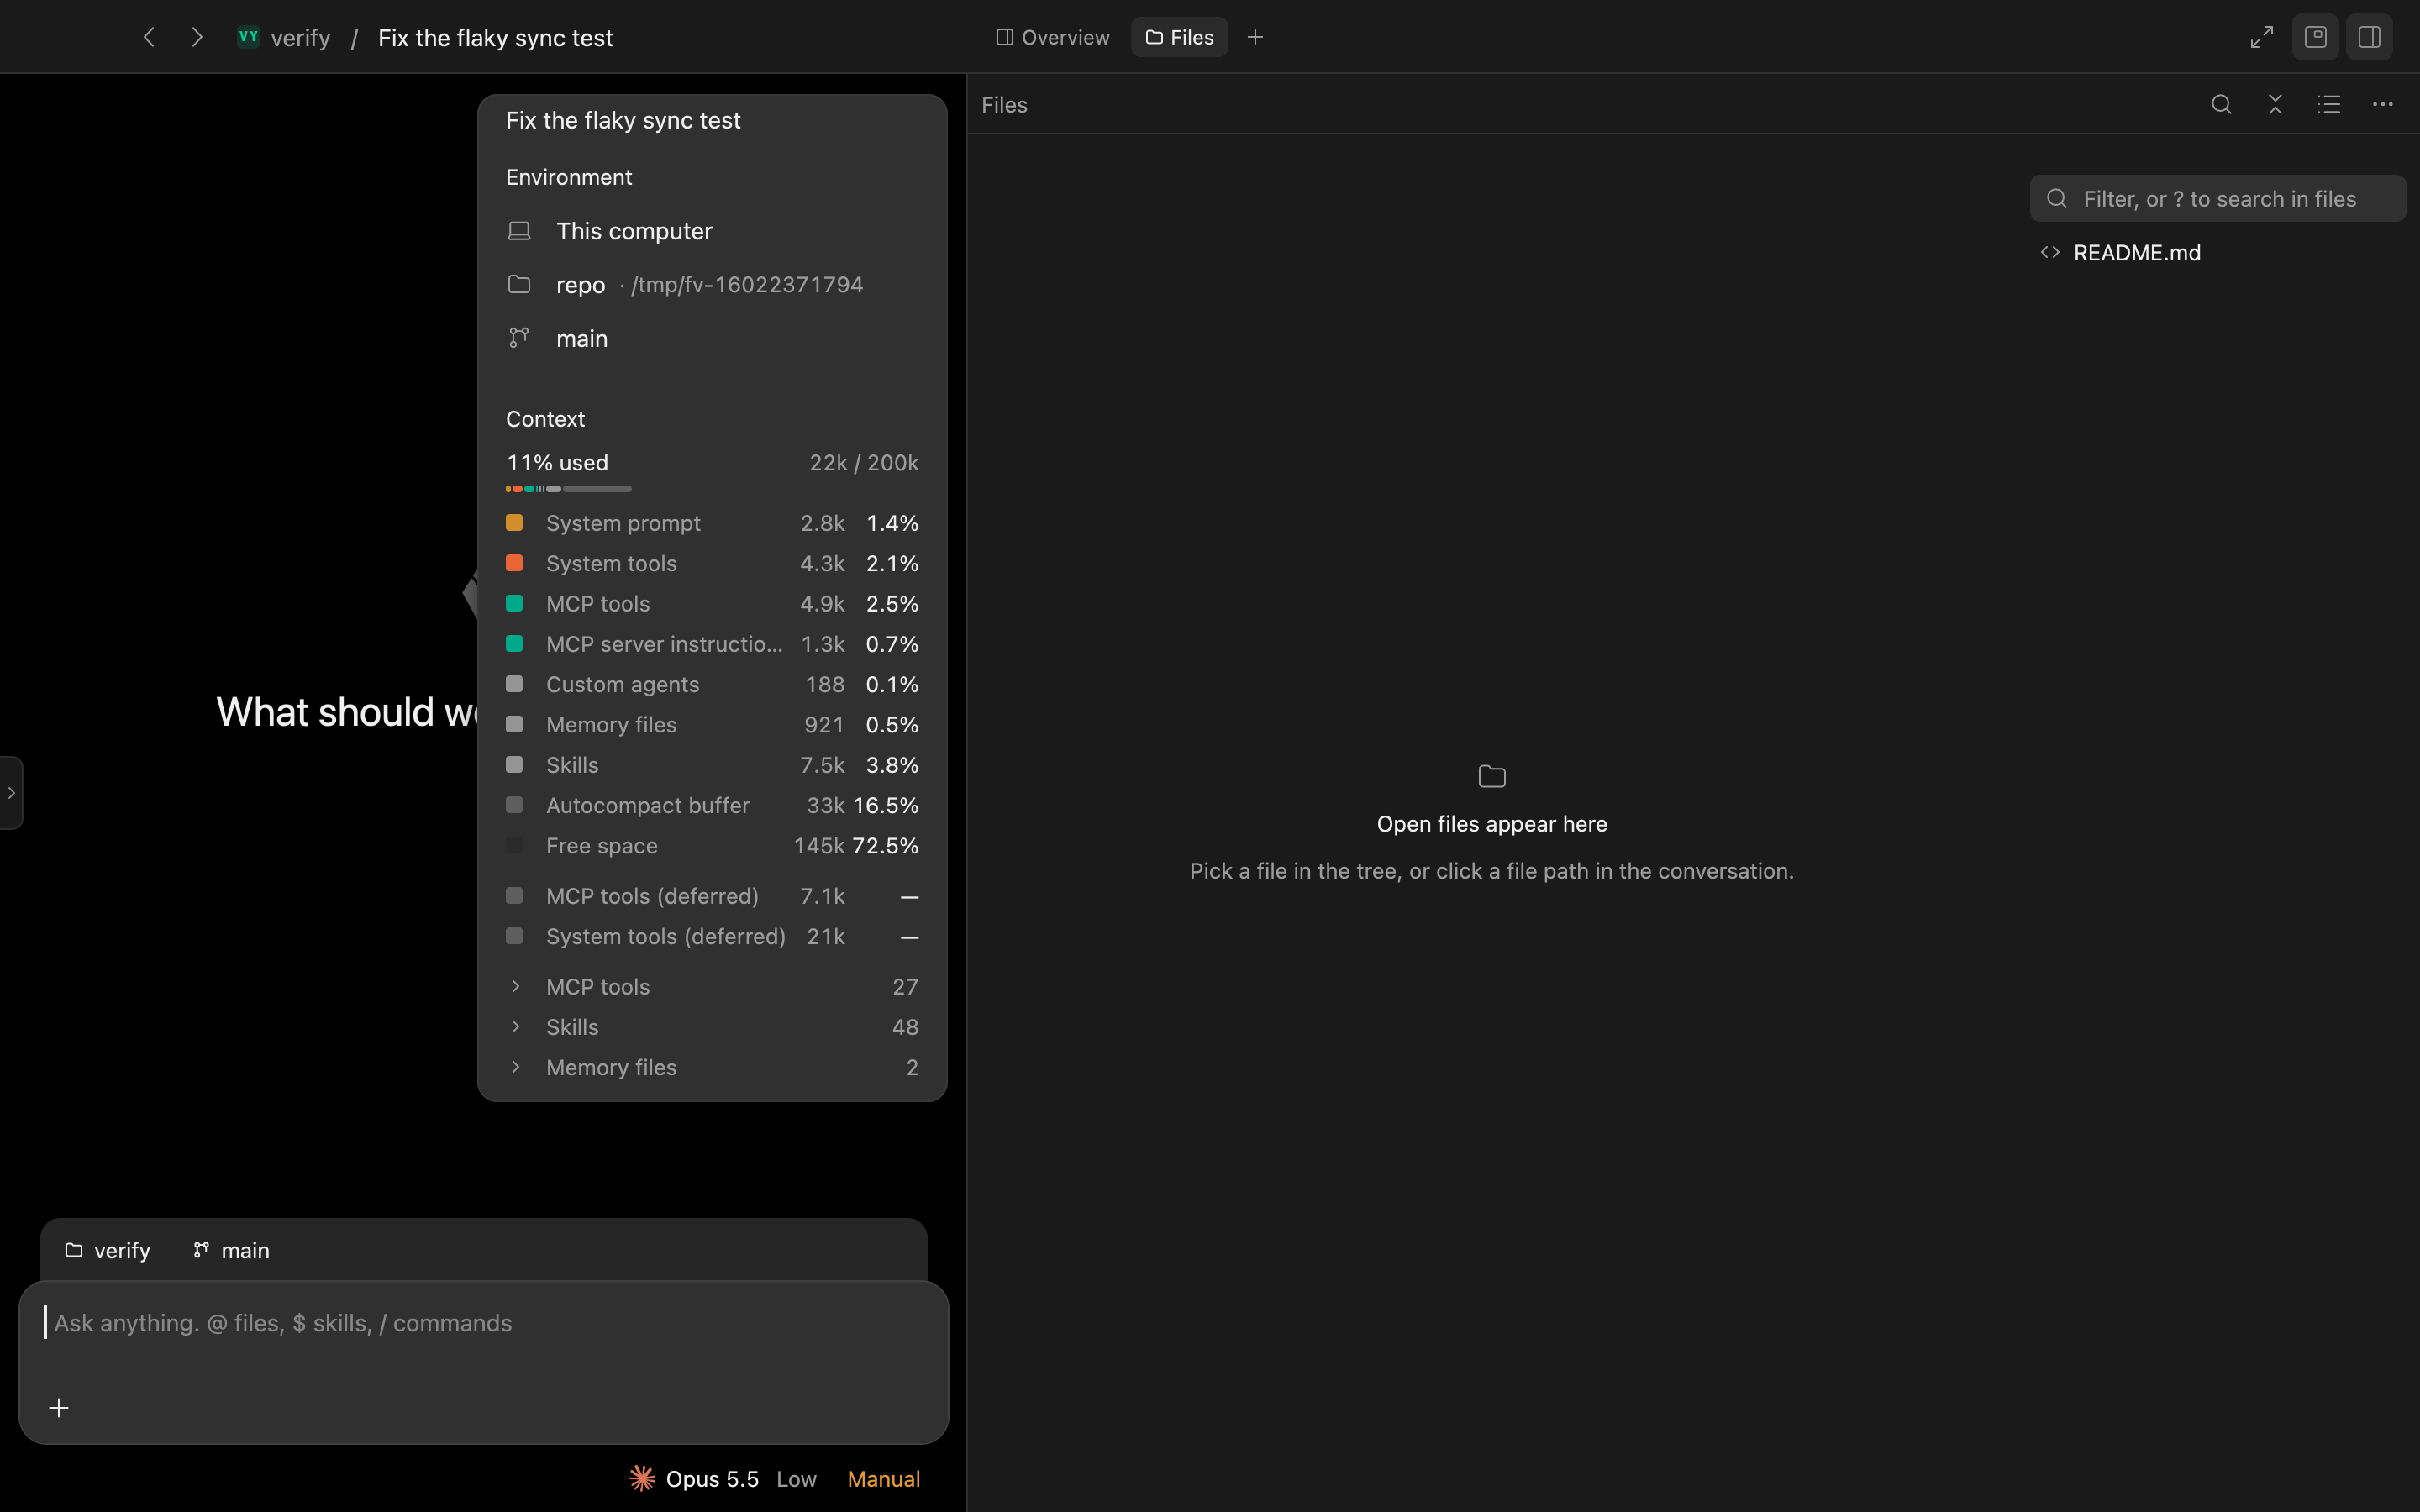 VY verify / Fix the flaky sync test
Overview
Files
Fix the flaky sync test
Environment
This computer
repo · /tmp/fv-16022371794
main
Context
11% used 22k / 200k
System prompt 2.8k 1.4%
System tools 4.3k 2.1%
MCP tools 4.9k 2.5%
MCP server instructio... 1.3k 0.7%
Custom agents 188 0.1%
Memory files 921 0.5%
Skills 7.5k 3.8%
Autocompact buffer 33k 16.5%
Free space 145k 72.5%
MCP tools (deferred) 7.1k —
System tools (deferred) 21k —
MCP tools 27
Skills 48
Memory files 2
What should
verify main
Ask anything. @ files, $ skills, / commands
Opus 5.5 Low Manual
Files
Filter, or ? to search in files
README.md
Open files appear here
Pick a file in the tree, or click a file path in the conversation.